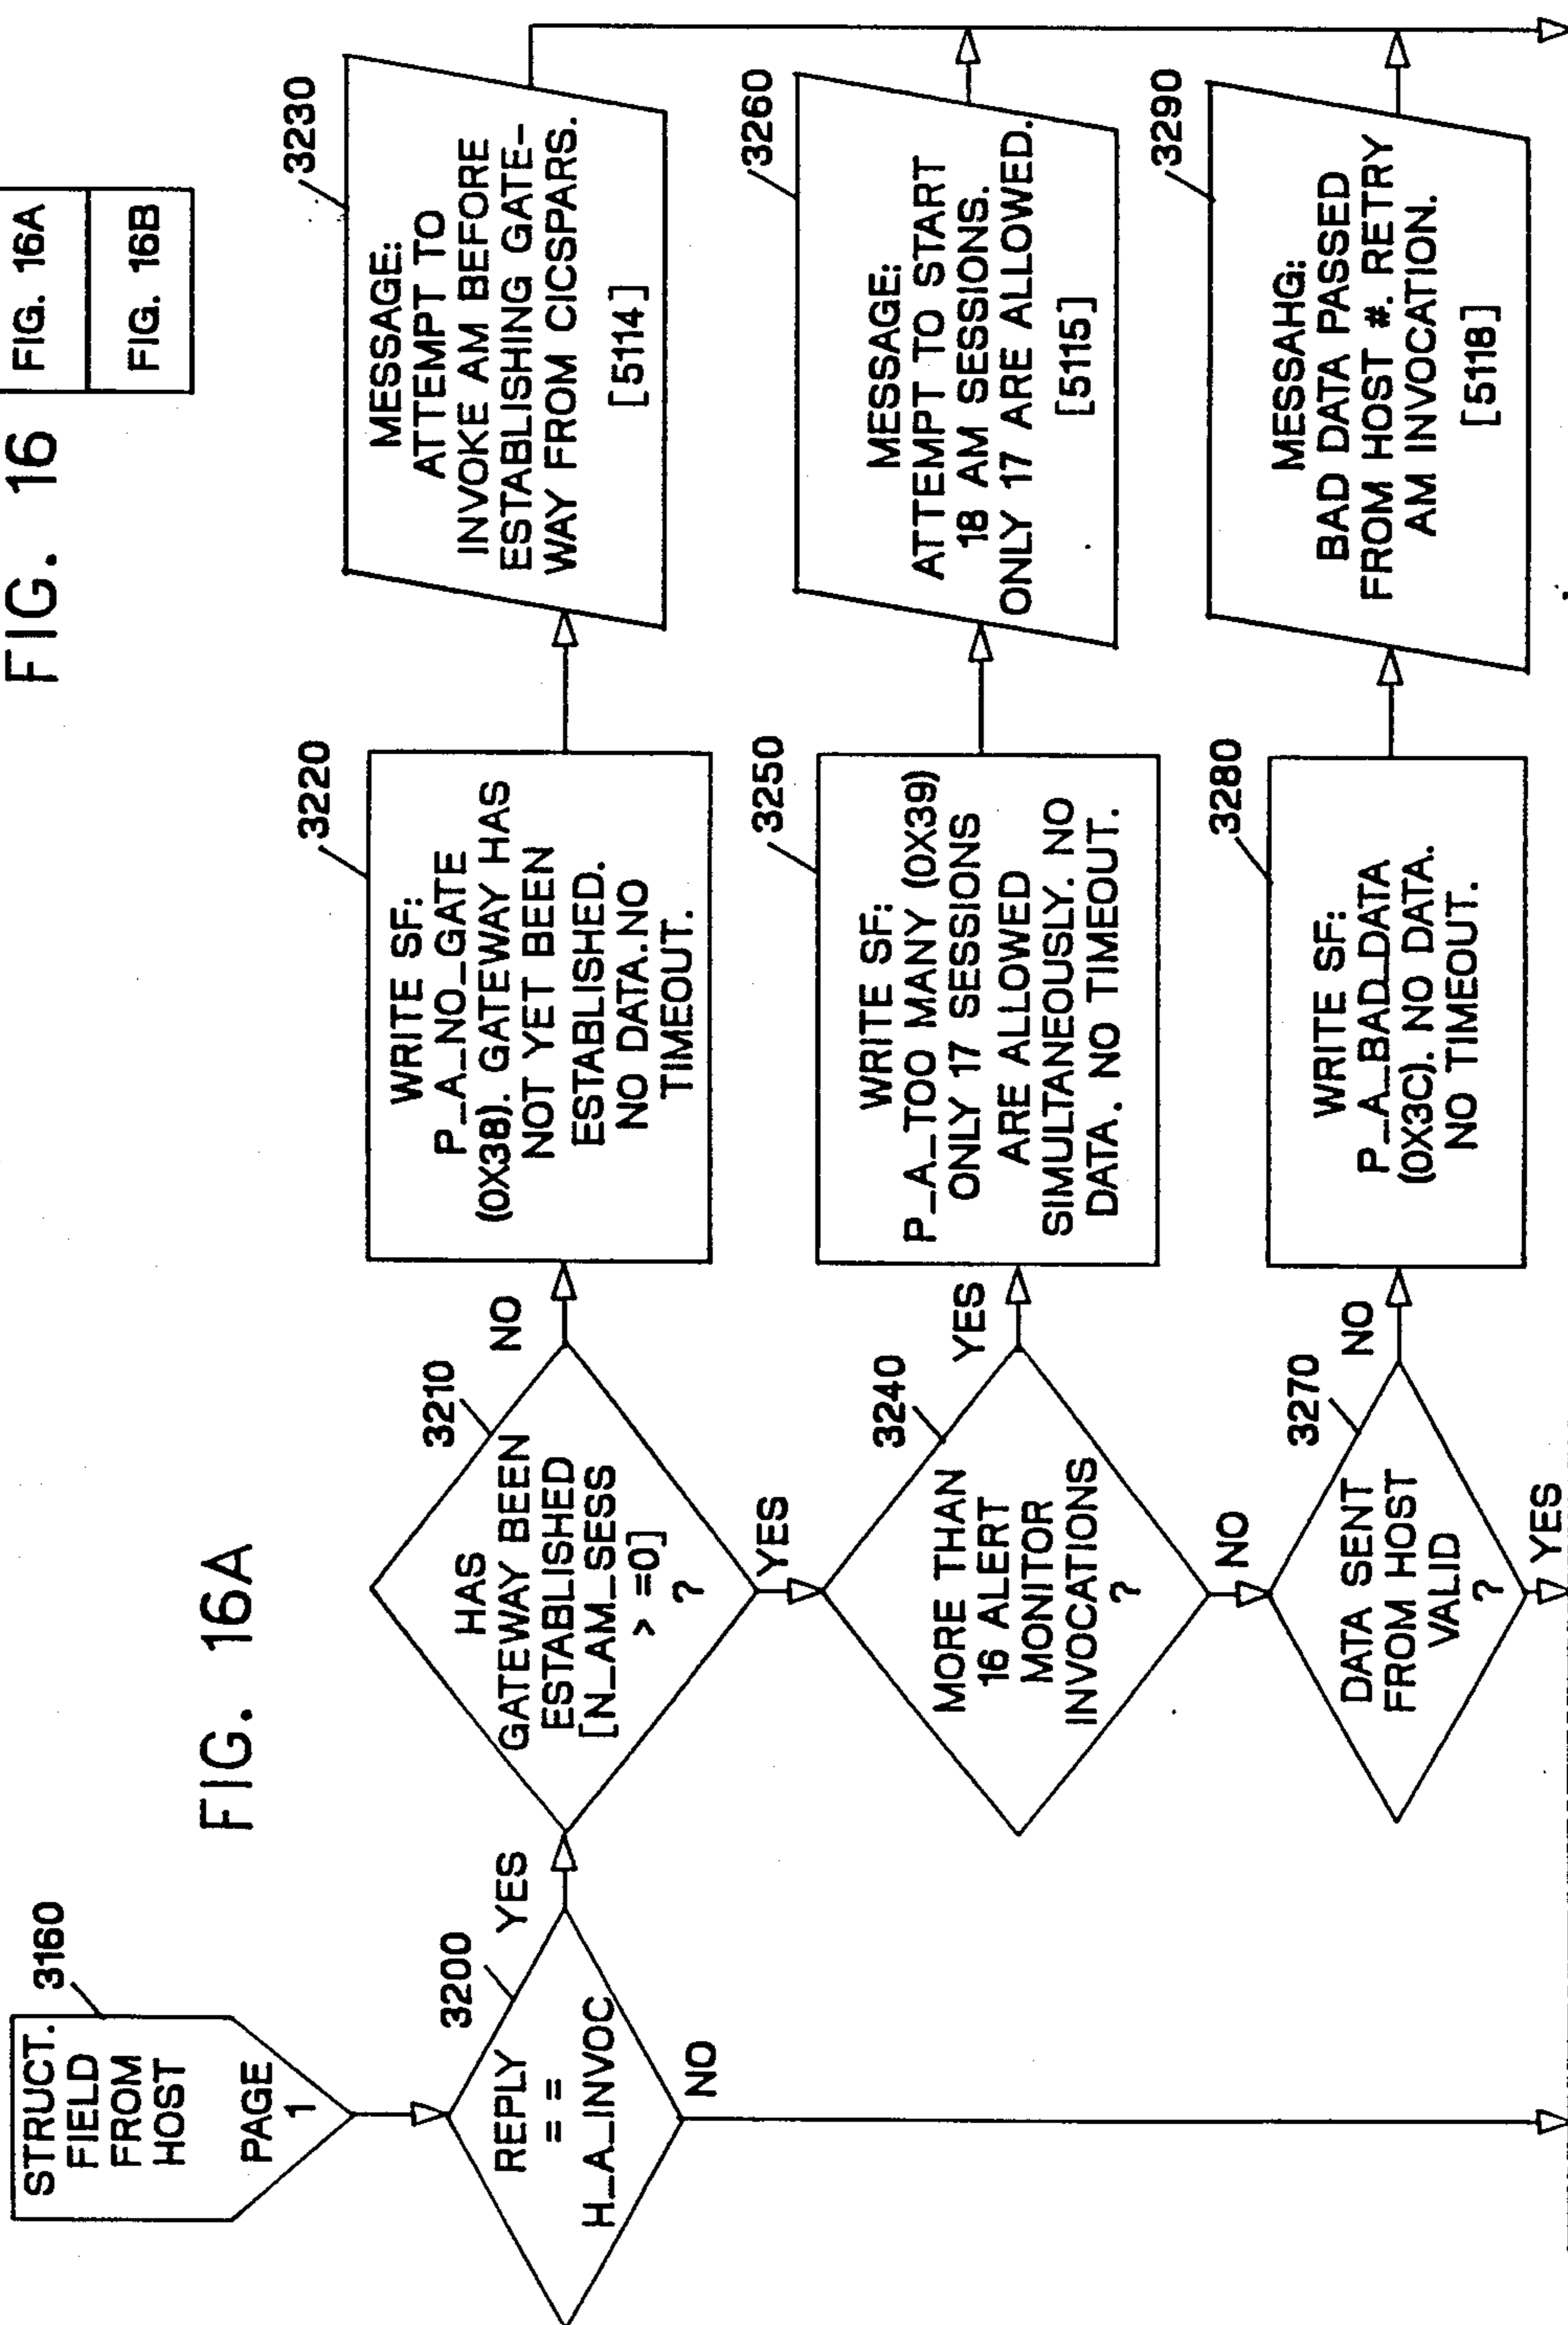 FIG. 16
FIG. 16A
FIG. 16B
FIG. 16A
STRUCT.
FIELD
FROM
HOST
PAGE
1
3160
REPLY
= =
H_A_INVOC
3200
YES
NO
HAS
GATEWAY BEEN
ESTABLISHED
[N_AM_SESS
> =0]
?
3210
NO
YES
WRITE SF:
P_A_NO_GATE
(0X38). GATEWAY HAS
NOT YET BEEN
ESTABLISHED.
NO DATA.NO
TIMEOUT.
3220
MESSAGE:
ATTEMPT TO
INVOKE AM BEFORE
ESTABLISHING GATE-
WAY FROM CICSPARS.
[5114]
3230
MORE THAN
16 ALERT
MONITOR
INVOCATIONS
?
3240
YES
NO
WRITE SF:
P_A_TOO MANY (0X39)
ONLY 17 SESSIONS
ARE ALLOWED
SIMULTANEOUSLY. NO
DATA. NO TIMEOUT.
3250
MESSAGE:
ATTEMPT TO START
18 AM SESSIONS.
ONLY 17 ARE ALLOWED.
[5115]
3260
DATA SENT
FROM HOST
VALID
?
3270
NO
YES
WRITE SF:
P_A_BAD_DATA
(0X3C). NO DATA.
NO TIMEOUT.
3280
MESSAHG:
BAD DATA PASSED
FROM HOST #. RETRY
AM INVOCATION.
[5118]
3290